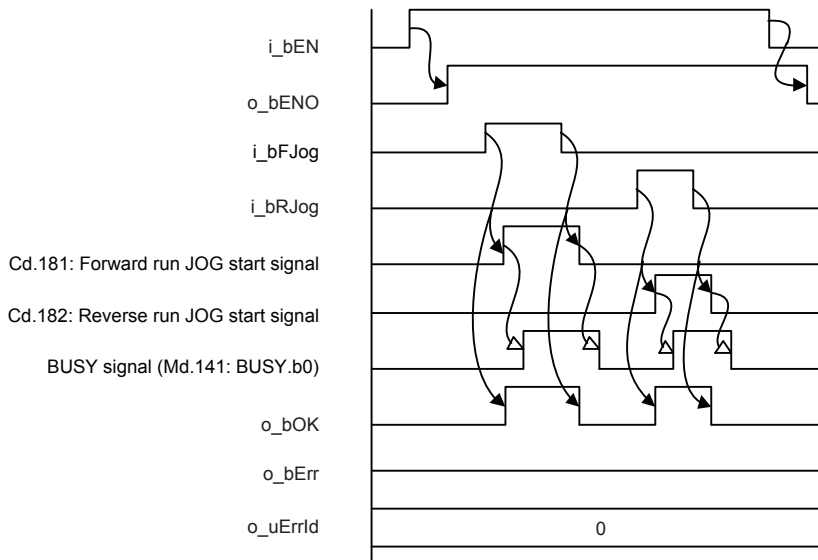 i_bEN
o_bENO
i_bFJog
i_bRJog
Cd.181: Forward run JOG start signal
Cd.182: Reverse run JOG start signal
BUSY signal (Md.141: BUSY.b0)
o_bOK
o_bErr
o_uErrId
0